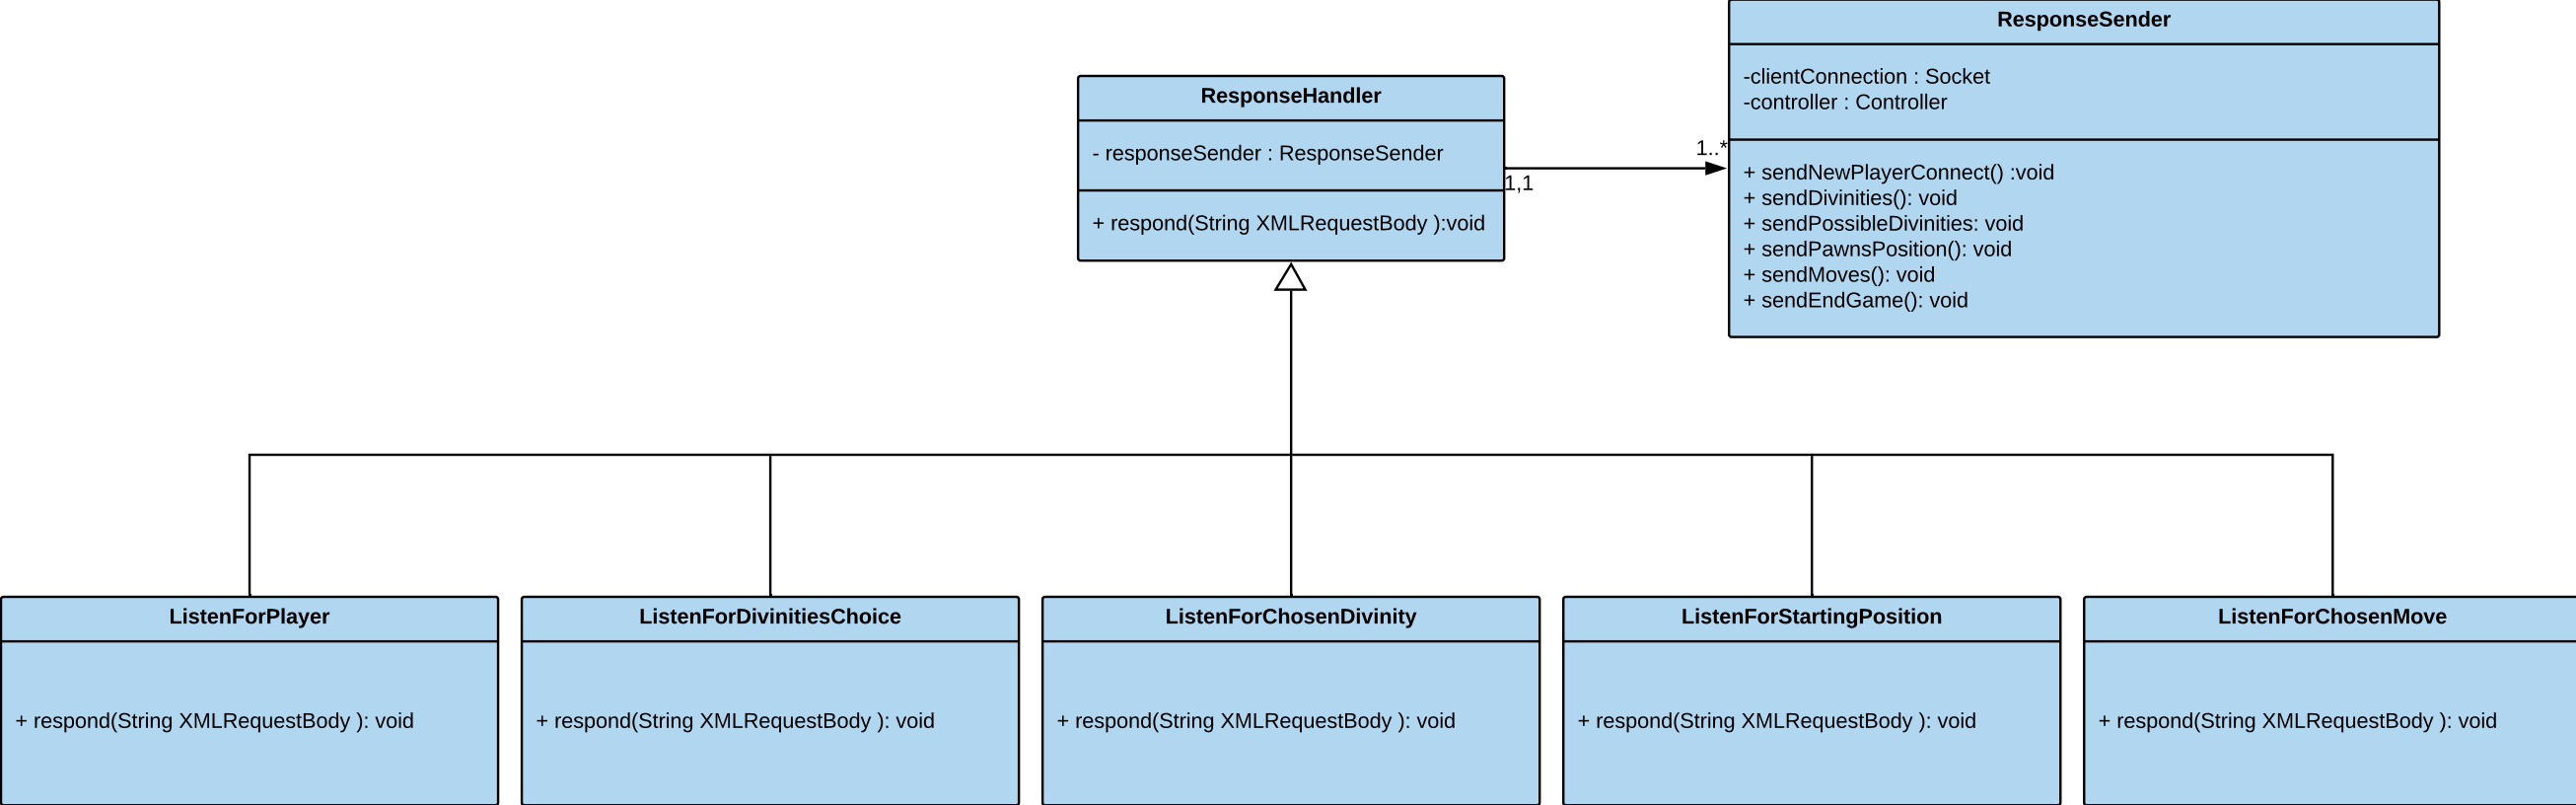 ResponseSender
-clientConnection : Socket
-controller : Controller
+ sendNewPlayerConnect() :void
+ sendDivinities(): void
+ sendPossibleDivinities: void
+ sendPawnsPosition(): void
+ sendMoves(): void
+ sendEndGame(): void
ResponseHandler
- responseSender : ResponseSender
+ respond(String XMLRequestBody ):void
1..*
1,1
ListenForPlayer
+ respond(String XMLRequestBody ): void
ListenForDivinitiesChoice
+ respond(String XMLRequestBody ): void
ListenForChosenDivinity
+ respond(String XMLRequestBody ): void
ListenForStartingPosition
+ respond(String XMLRequestBody ): void
ListenForChosenMove
+ respond(String XMLRequestBody ): void